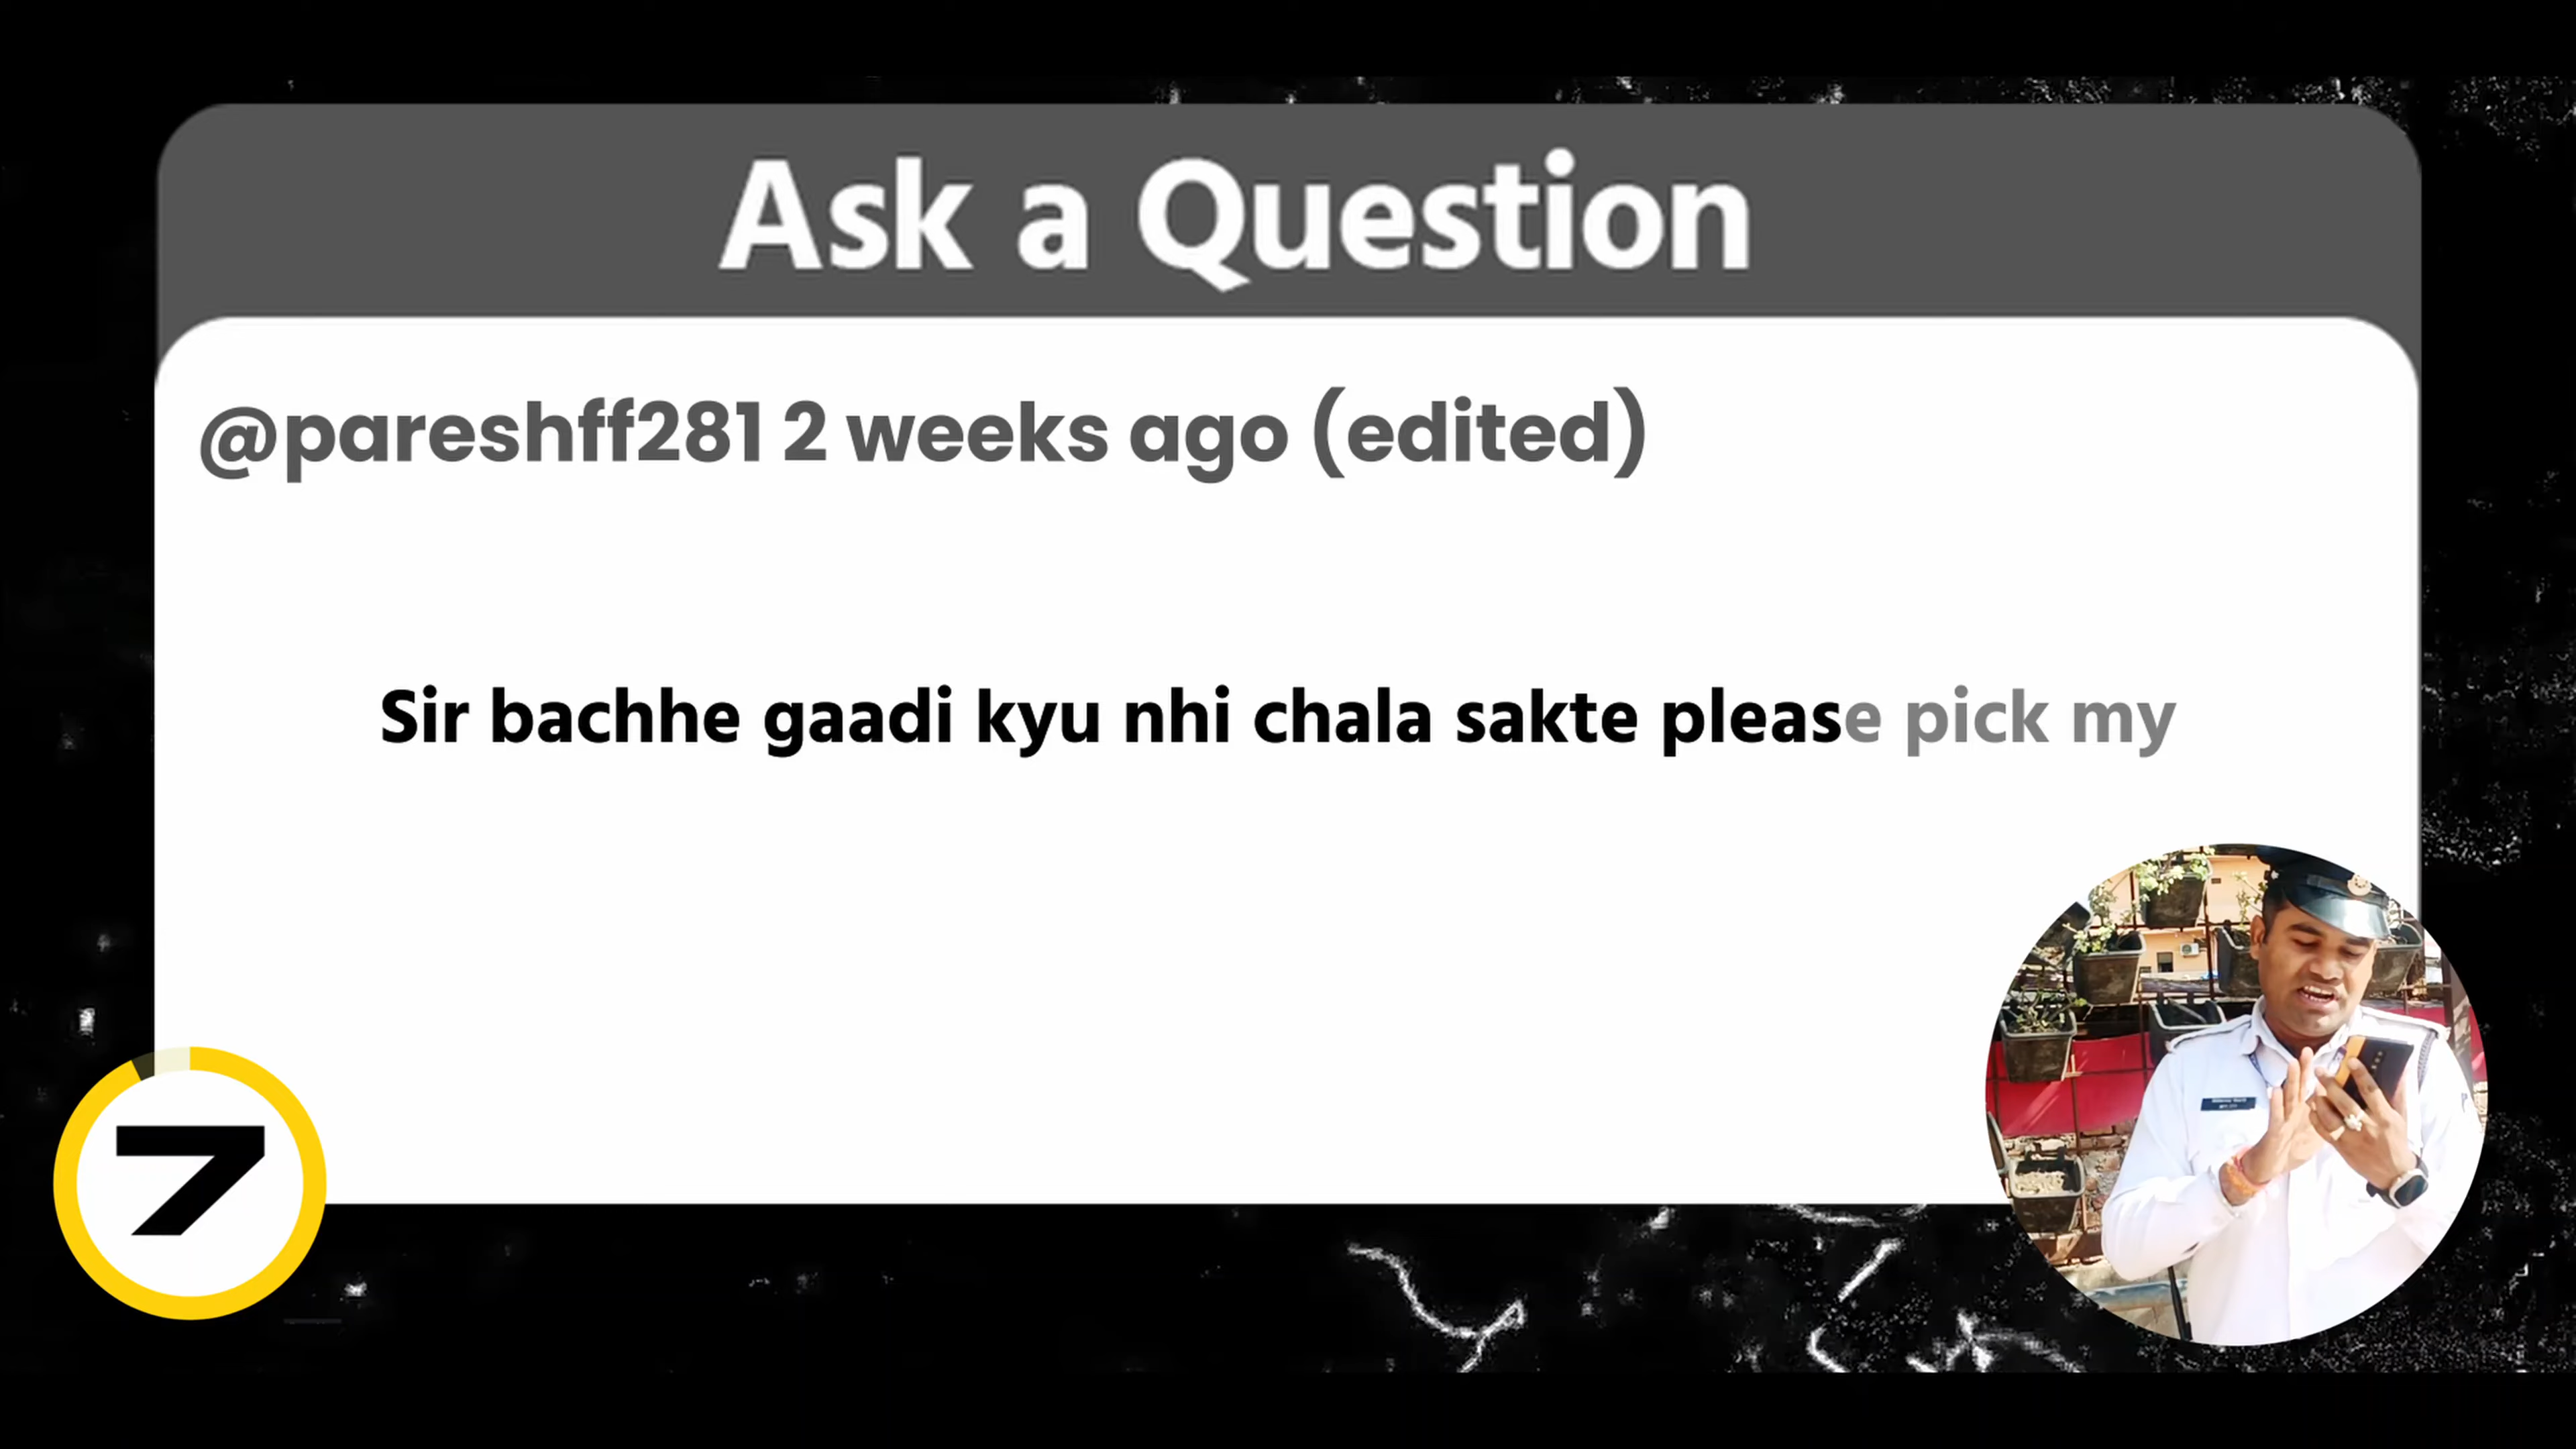 Ask a Question
@pareshff281 2 weeks ago (edited)
Sir bachhe gaadi kyu nhi chala sakte please pick my
7